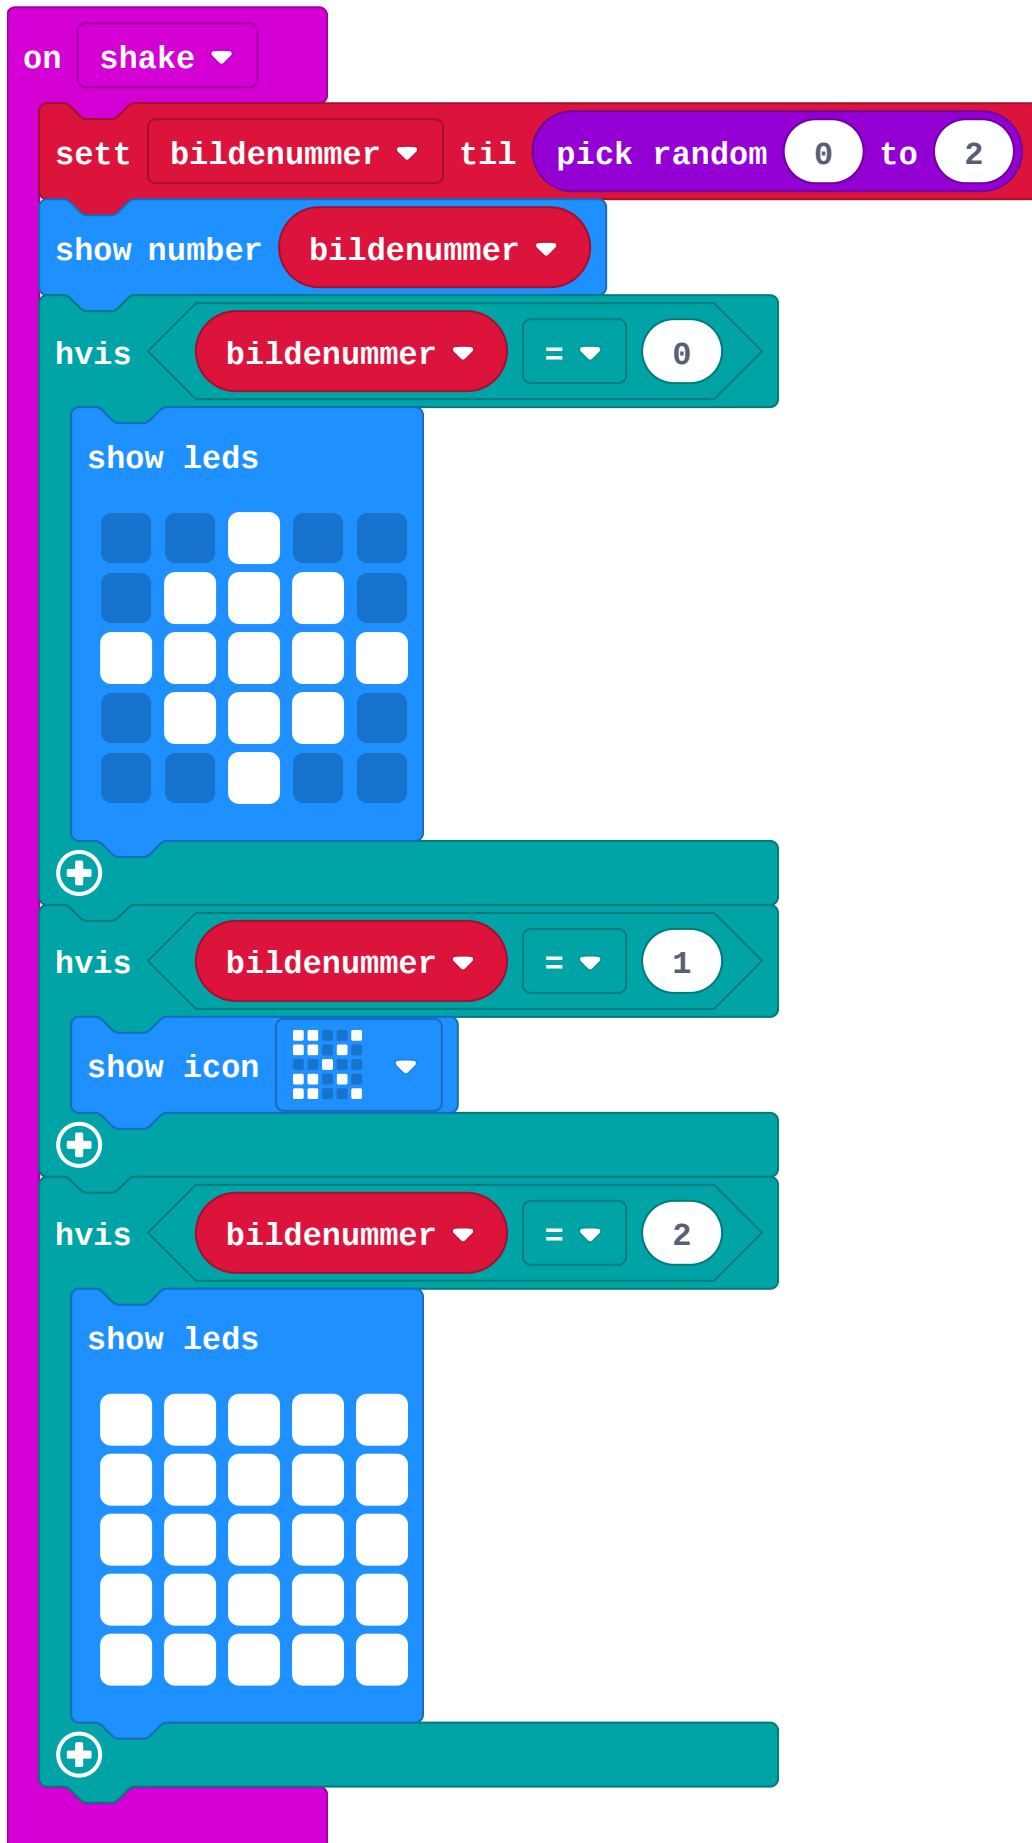 on shake
sett bildenummer til pick random 0 to 2
show number bildenummer
hvis bildenummer = 0
show leds
hvis bildenummer = 1
show icon
hvis bildenummer = 2
show leds